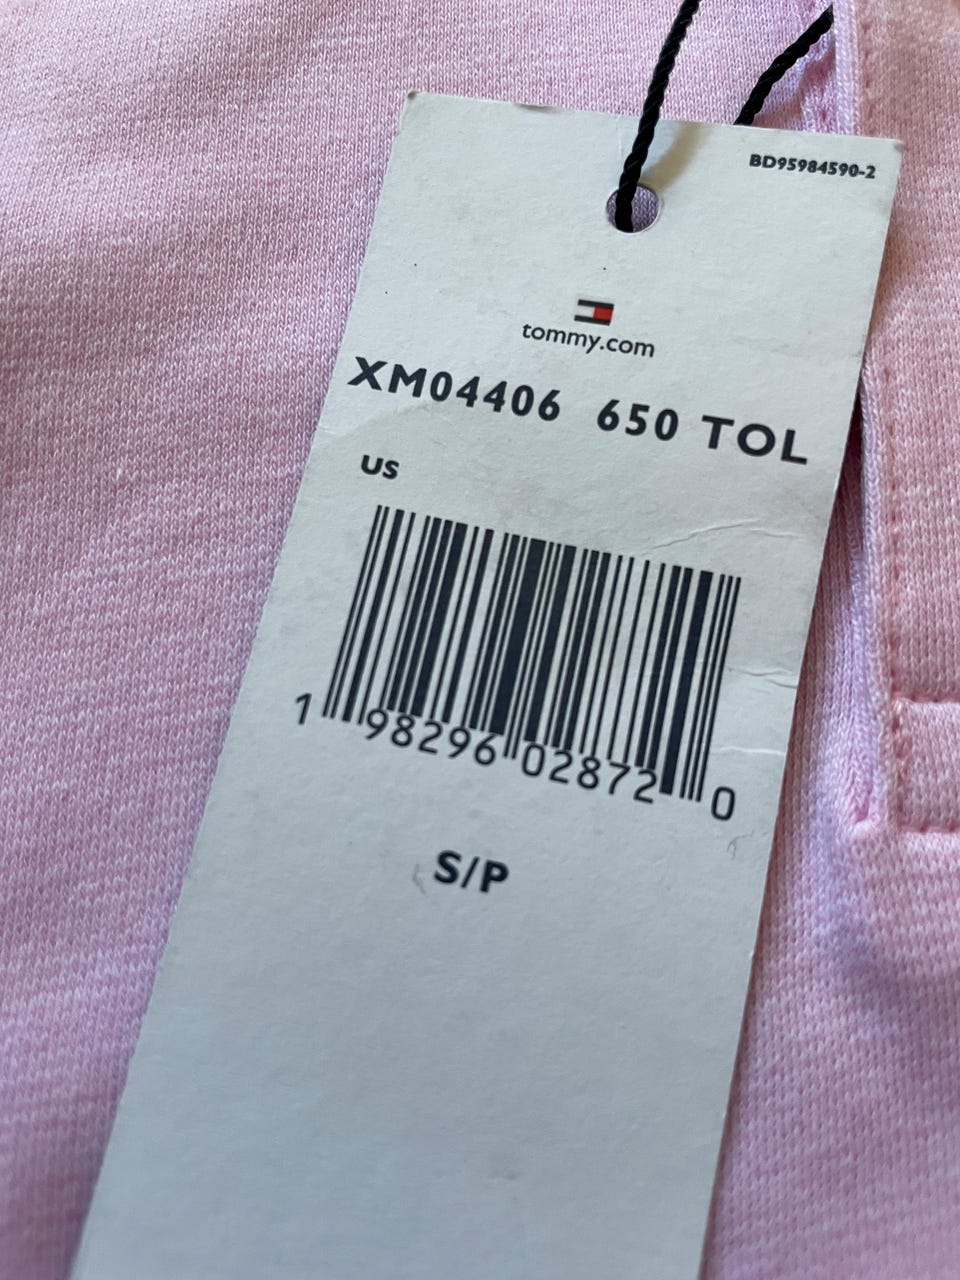 BD95984590-2
tommy.com
XM04406 650 TOL
US
1 98296 02872 0
S/P